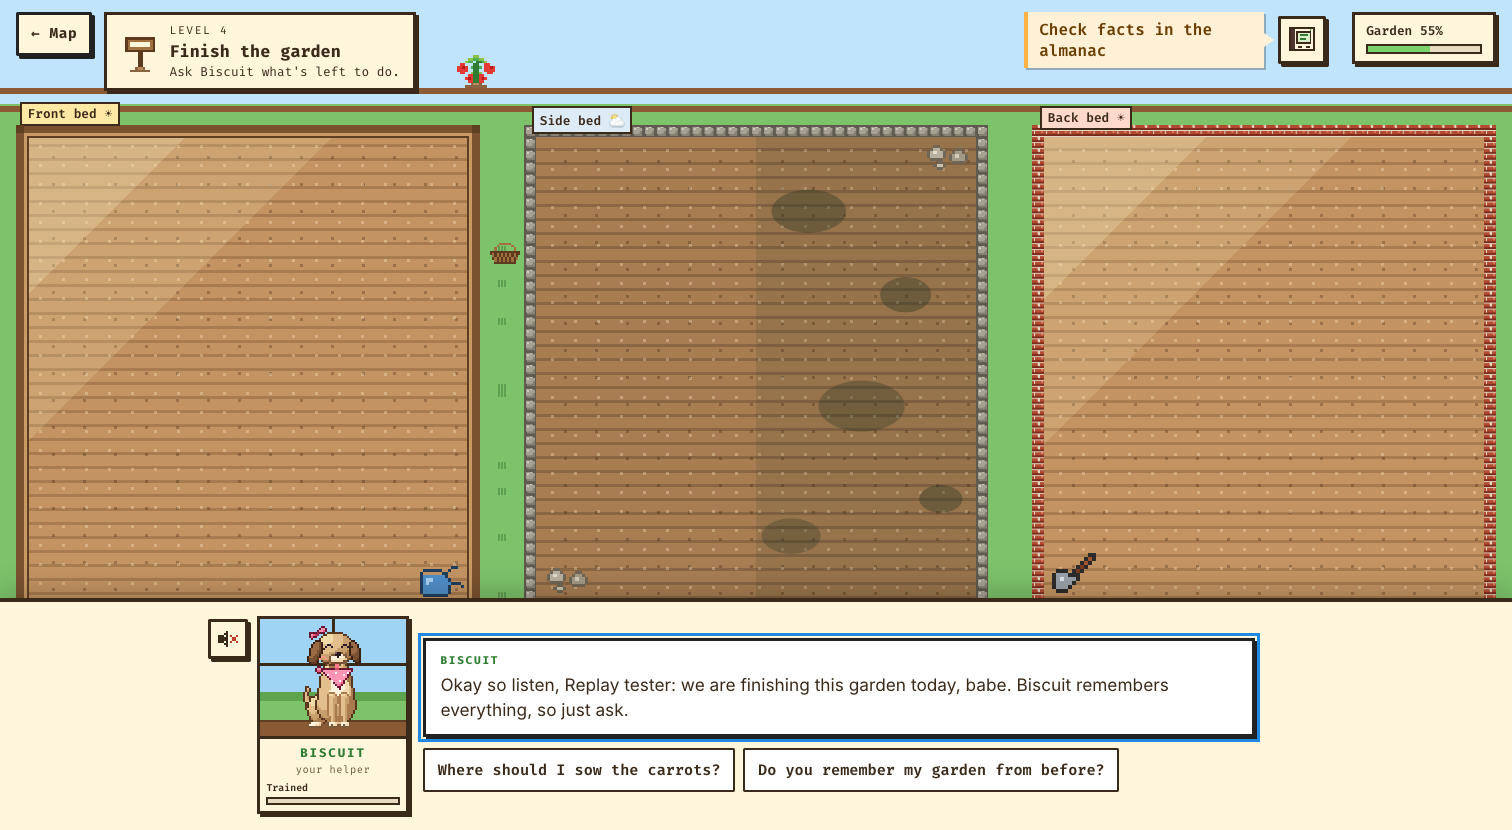 ← Map
LEVEL 4
Finish the garden
Ask Biscuit what's left to do.
Check facts in the
almanac
Garden 55%
Front bed ☀
Side bed ⛅
Back bed ☀
BISCUIT
your helper
Trained
BISCUIT
Okay so listen, Replay tester: we are finishing this garden today, babe. Biscuit remembers
everything, so just ask.
Where should I sow the carrots?
Do you remember my garden from before?